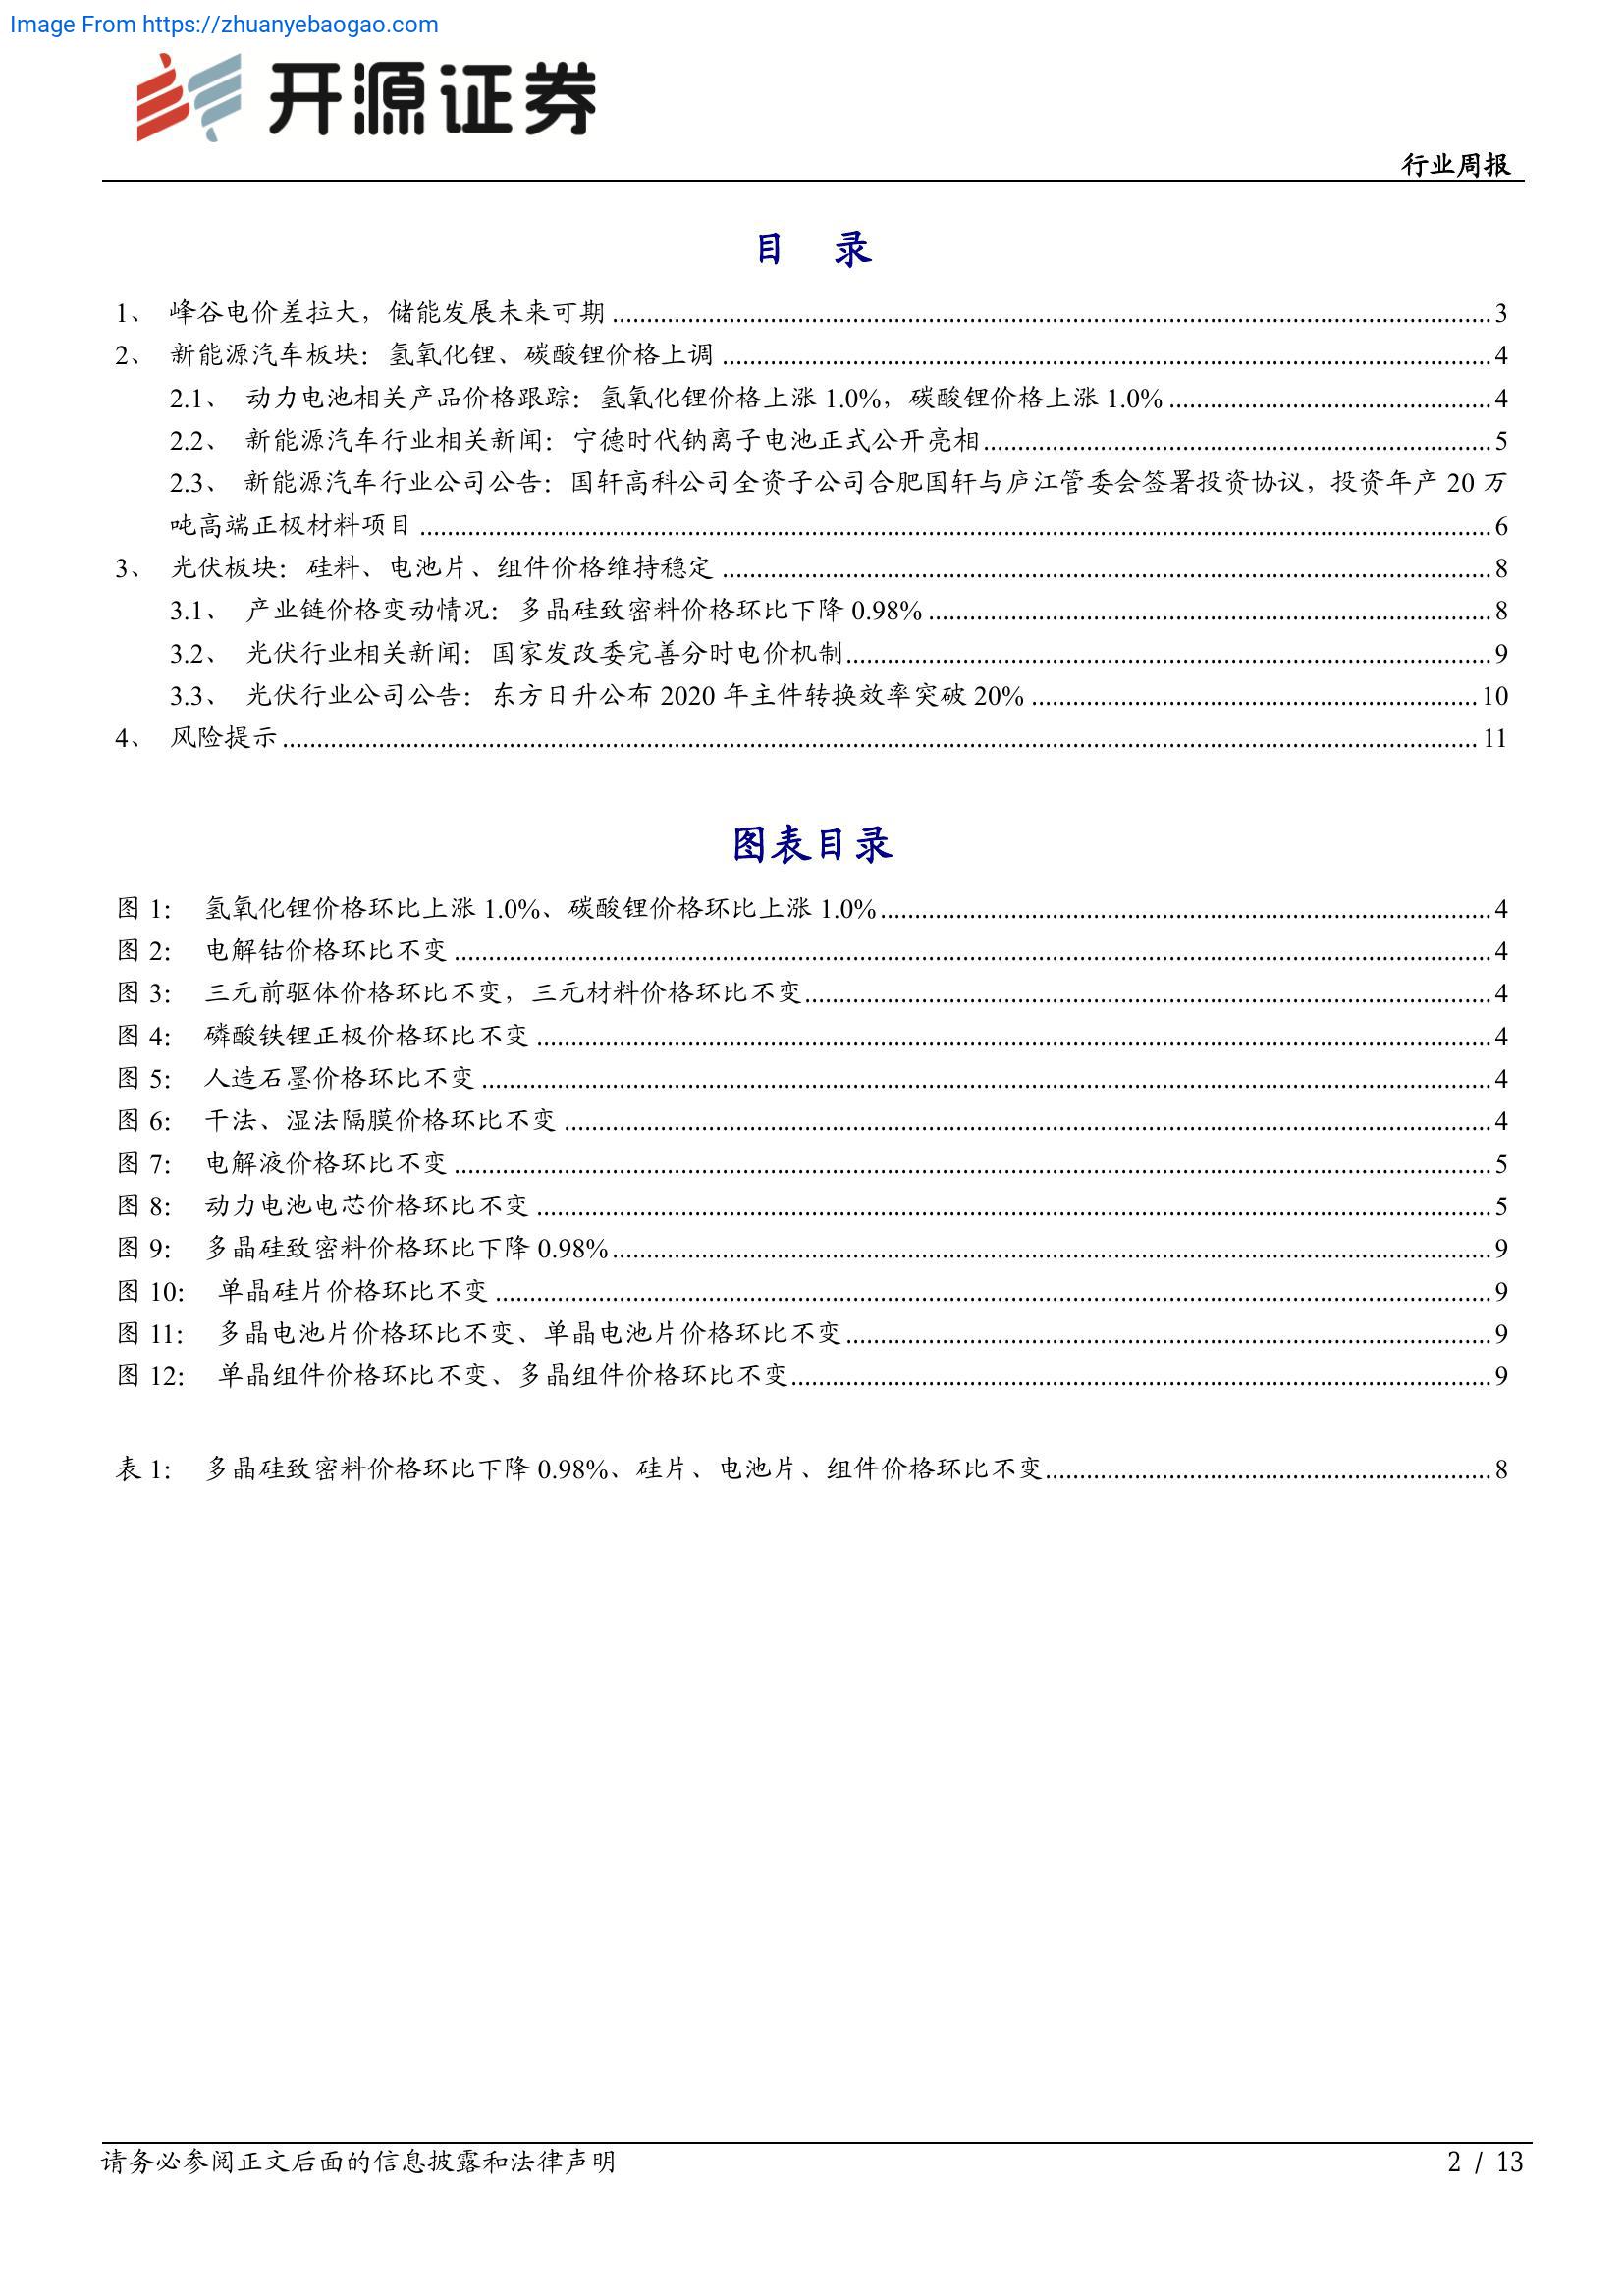 Image From https://zhuanyebaogao.com
开源证券
行业周报
目 录
1、 峰谷电价差拉大，储能发展未来可期 ........ 3
2、 新能源汽车板块：氢氧化锂、碳酸锂价格上调 ........ 4
2.1、 动力电池相关产品价格跟踪：氢氧化锂价格上涨 1.0%，碳酸锂价格上涨 1.0% ........ 4
2.2、 新能源汽车行业相关新闻：宁德时代钠离子电池正式公开亮相 ........ 5
2.3、 新能源汽车行业公司公告：国轩高科公司全资子公司合肥国轩与庐江管委会签署投资协议，投资年产 20 万
吨高端正极材料项目 ........ 6
3、 光伏板块：硅料、电池片、组件价格维持稳定 ........ 8
3.1、 产业链价格变动情况：多晶硅致密料价格环比下降 0.98% ........ 8
3.2、 光伏行业相关新闻：国家发改委完善分时电价机制 ........ 9
3.3、 光伏行业公司公告：东方日升公布 2020 年主件转换效率突破 20% ........ 10
4、 风险提示 ........ 11
图表目录
图 1： 氢氧化锂价格环比上涨 1.0%、碳酸锂价格环比上涨 1.0% ........ 4
图 2： 电解钴价格环比不变 ........ 4
图 3： 三元前驱体价格环比不变，三元材料价格环比不变 ........ 4
图 4： 磷酸铁锂正极价格环比不变 ........ 4
图 5： 人造石墨价格环比不变 ........ 4
图 6： 干法、湿法隔膜价格环比不变 ........ 4
图 7： 电解液价格环比不变 ........ 5
图 8： 动力电池电芯价格环比不变 ........ 5
图 9： 多晶硅致密料价格环比下降 0.98% ........ 9
图 10： 单晶硅片价格环比不变 ........ 9
图 11： 多晶电池片价格环比不变、单晶电池片价格环比不变 ........ 9
图 12： 单晶组件价格环比不变、多晶组件价格环比不变 ........ 9
表 1： 多晶硅致密料价格环比下降 0.98%、硅片、电池片、组件价格环比不变 ........ 8
请务必参阅正文后面的信息披露和法律声明
2 / 13